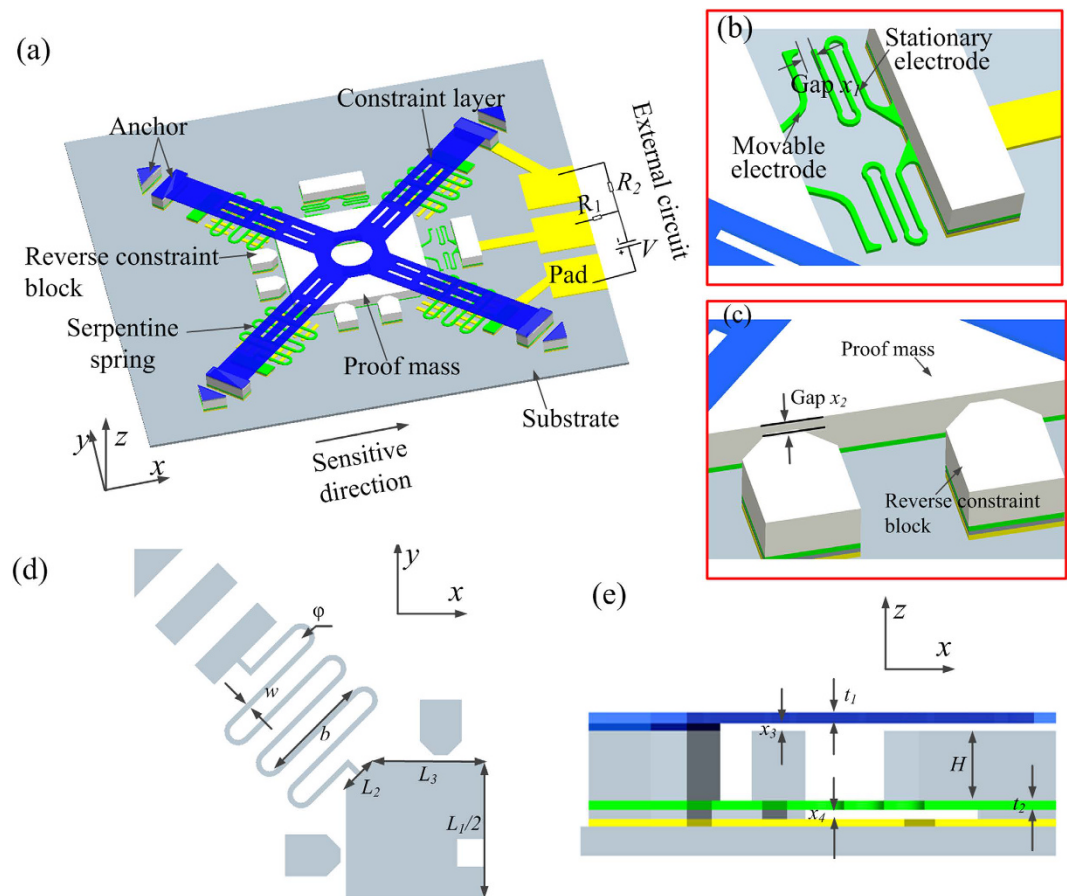 (a)
Anchor
Constraint layer
R2
R1
External circuit
V
Pad
Reverse constraint
block
Serpentine
spring
Proof mass
Substrate
Sensitive
direction
y
z
x
(b)
Stationary
electrode
Gap x1
Movable
electrode
(c)
Proof mass
Gap x2
Reverse constraint
block
(d)
y
x
φ
w
b
L2
L3
L1/2
(e)
z
x
t1
x3
H
x4
t2